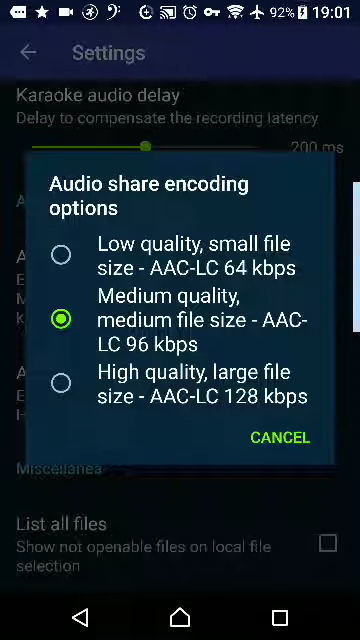 92% 19:01
Settings
Karaoke audio delay
Delay to compensate the recording latency
200 ms
Audio share encoding
options
Low quality, small file
size - AAC-LC 64 kbps
Medium quality,
medium file size - AAC-
LC 96 kbps
High quality, large file
size - AAC-LC 128 kbps
CANCEL
Miscellanea
List all files
Show not openable files on local file
selection